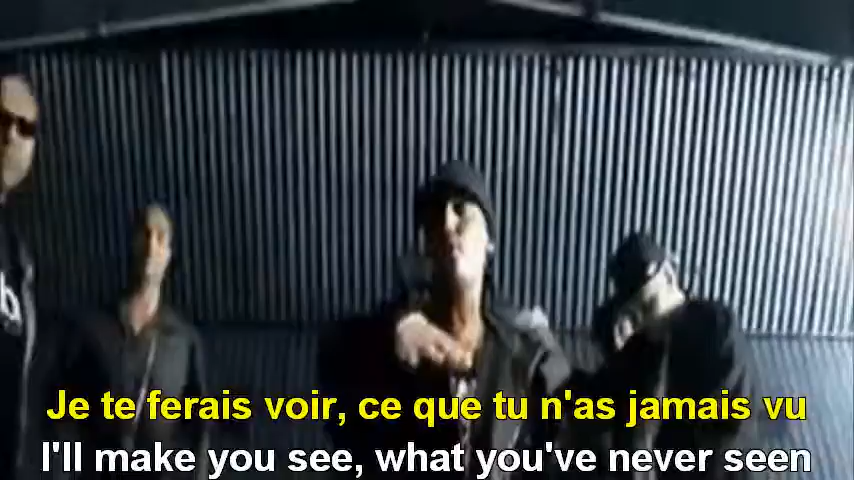 b
Je te ferais voir, ce que tu n'as jamais vu
I'll make you see, what you've never seen